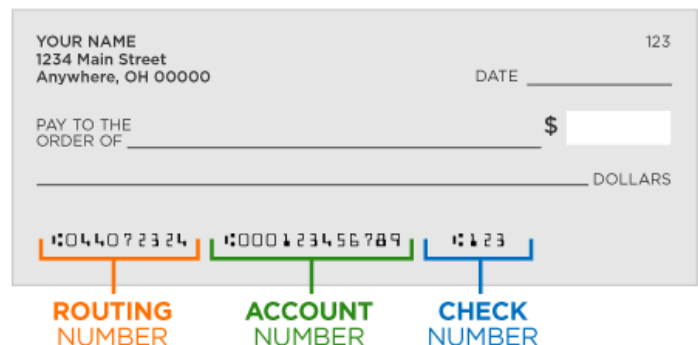 YOUR NAME 123
1234 Main Street
Anywhere, OH 00000
DATE
PAY TO THE
ORDER OF
$
DOLLARS
⑆044072324 ⑆000123456789 ⑆123
ROUTING ACCOUNT CHECK
NUMBER NUMBER NUMBER